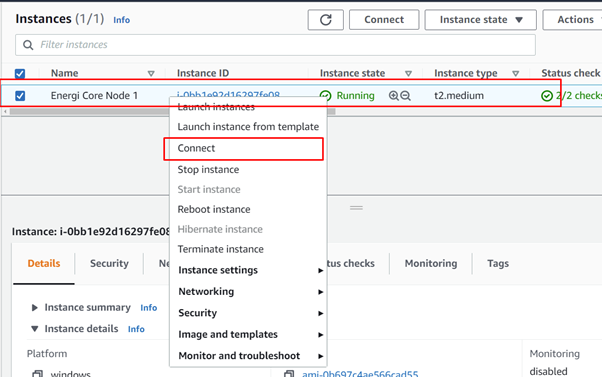 Instances (1/1) Info Connect Instance state Actions
Filter instances
Name Instance ID Instance state Instance type Status check
Energi Core Node 1 i-0bb1e92d16297fe08 Running t2.medium 2/2 checks
Launch instances
Launch instance from template
Connect
Stop instance
Start instance
Reboot instance
Hibernate instance
Terminate instance
Instance settings
Networking
Security
Image and templates
Monitor and troubleshoot
Instance: i-0bb1e92d16297fe08
Details Security Ne tus checks Monitoring Tags
Instance summary Info
Instance details Info
Platform Monitoring
windows ami-0b697c4ae566cad55 disabled